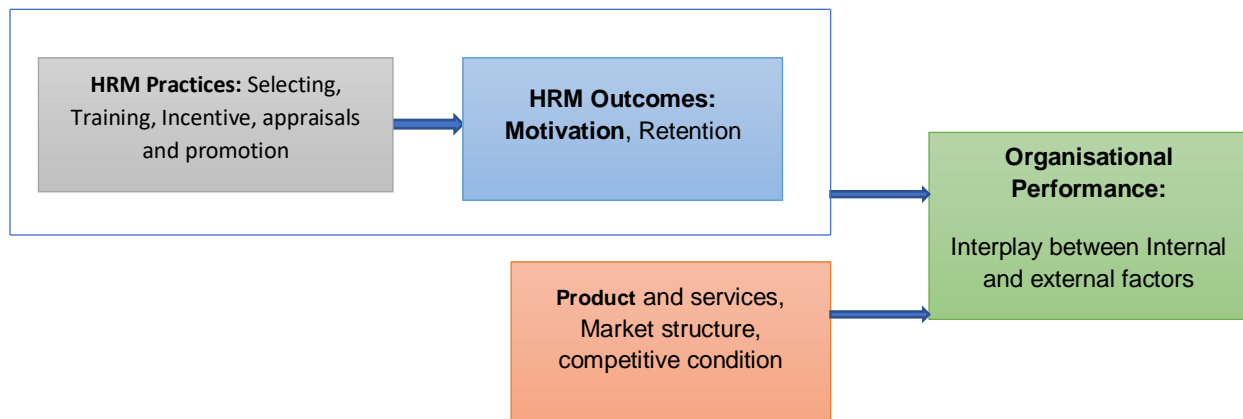 HRM Practices: Selecting,
Training, Incentive, appraisals
and promotion
HRM Outcomes:
Motivation, Retention
Organisational
Performance:
Interplay between Internal
and external factors
Product and services,
Market structure,
competitive condition